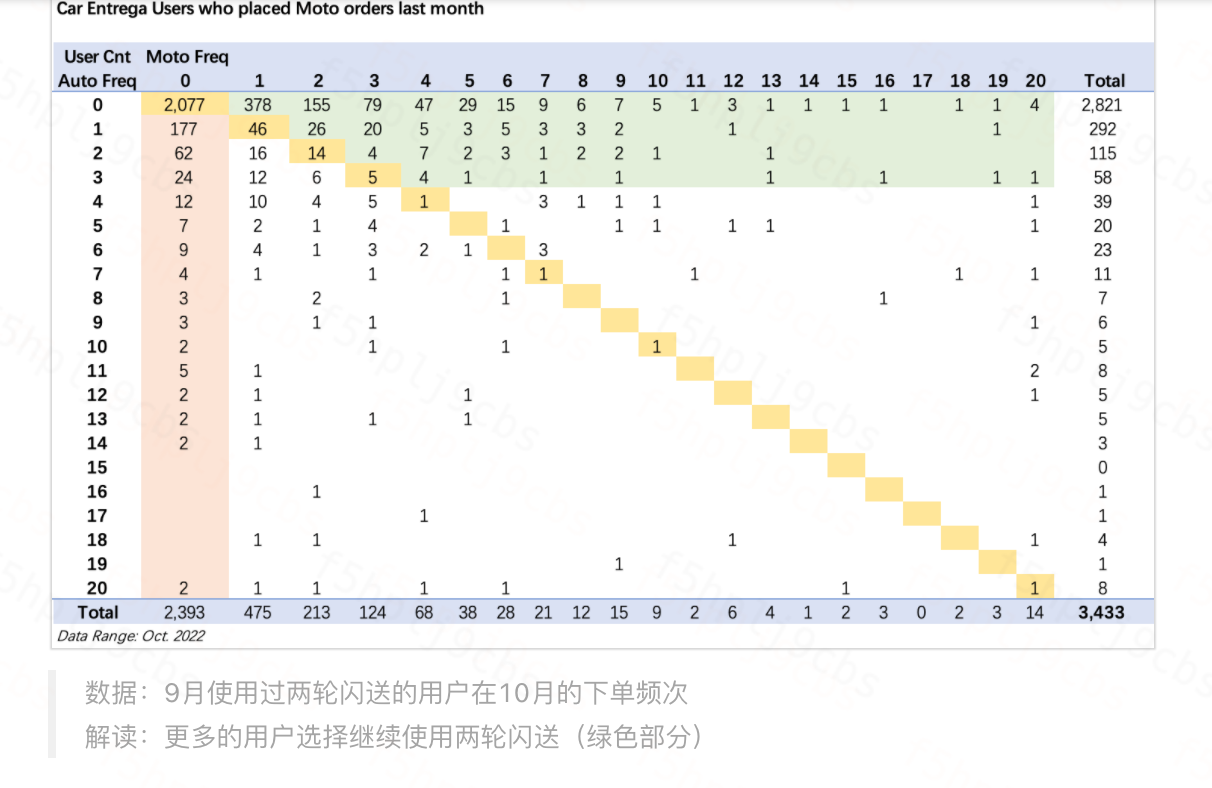 Car Entrega Users who placed Moto orders last month
User Cnt Moto Freq
Auto Freq 0 1 2 3 4 5 6 7 8 9 10 11 12 13 14 15 16 17 18 19 20 Total
0 2,077 378 155 79 47 29 15 9 6 7 5 1 3 1 1 1 1 1 1 4 2,821
1 177 46 26 20 5 3 5 3 3 2 1 1 292
2 62 16 14 4 7 2 3 1 2 2 1 1 115
3 24 12 6 5 4 1 1 1 1 1 1 1 58
4 12 10 4 5 1 3 1 1 1 1 39
5 7 2 1 4 1 1 1 1 1 1 20
6 9 4 1 3 2 1 3 23
7 4 1 1 1 1 1 1 1 11
8 3 2 1 1 7
9 3 1 1 1 6
10 2 1 1 1 5
11 5 1 2 8
12 2 1 1 1 5
13 2 1 1 1 5
14 2 1 3
15 0
16 1 1
17 1 1
18 1 1 1 1 4
19 1 1
20 2 1 1 1 1 1 1 8
Total 2,393 475 213 124 68 38 28 21 12 15 9 2 6 4 1 2 3 0 2 3 14 3,433
Data Range: Oct. 2022
数据：9月使用过两轮闪送的用户在10月的下单频次
解读：更多的用户选择继续使用两轮闪送（绿色部分）